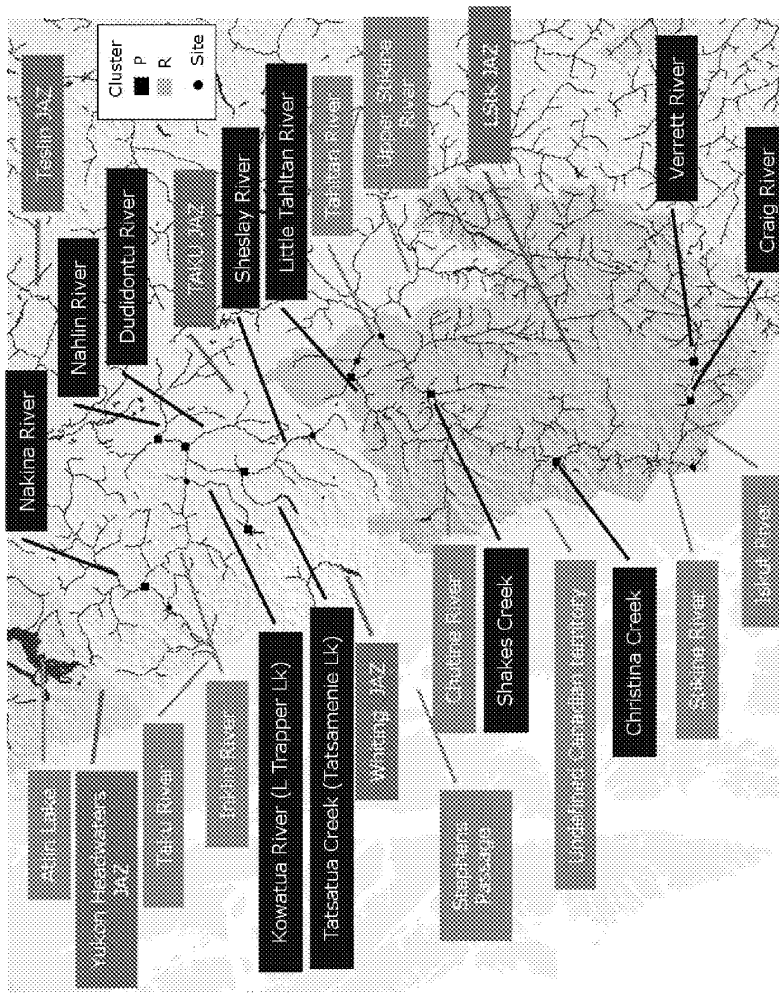 Cluster
P
R
Site
Teslin JAZ
Nakina River
Nahlin River
Dudidontu River
TAKU JAZ
Sheslay River
Little Tahltan River
Tahltan River
Upper Stikine
LSIK JAZ
Verrett River
Craig River
Atlin Lake
Yukon Headwaters
JAZ
Taku River
Inklin River
Kowatua River (L Trapper Lk)
Tatsatua Creek (Tatsamenie Lk)
Whiting JAZ
Stephens
Passage
Chutine River
Shakes Creek
Undefined Canadian territory
Christina Creek
Stikine River
Iskut River